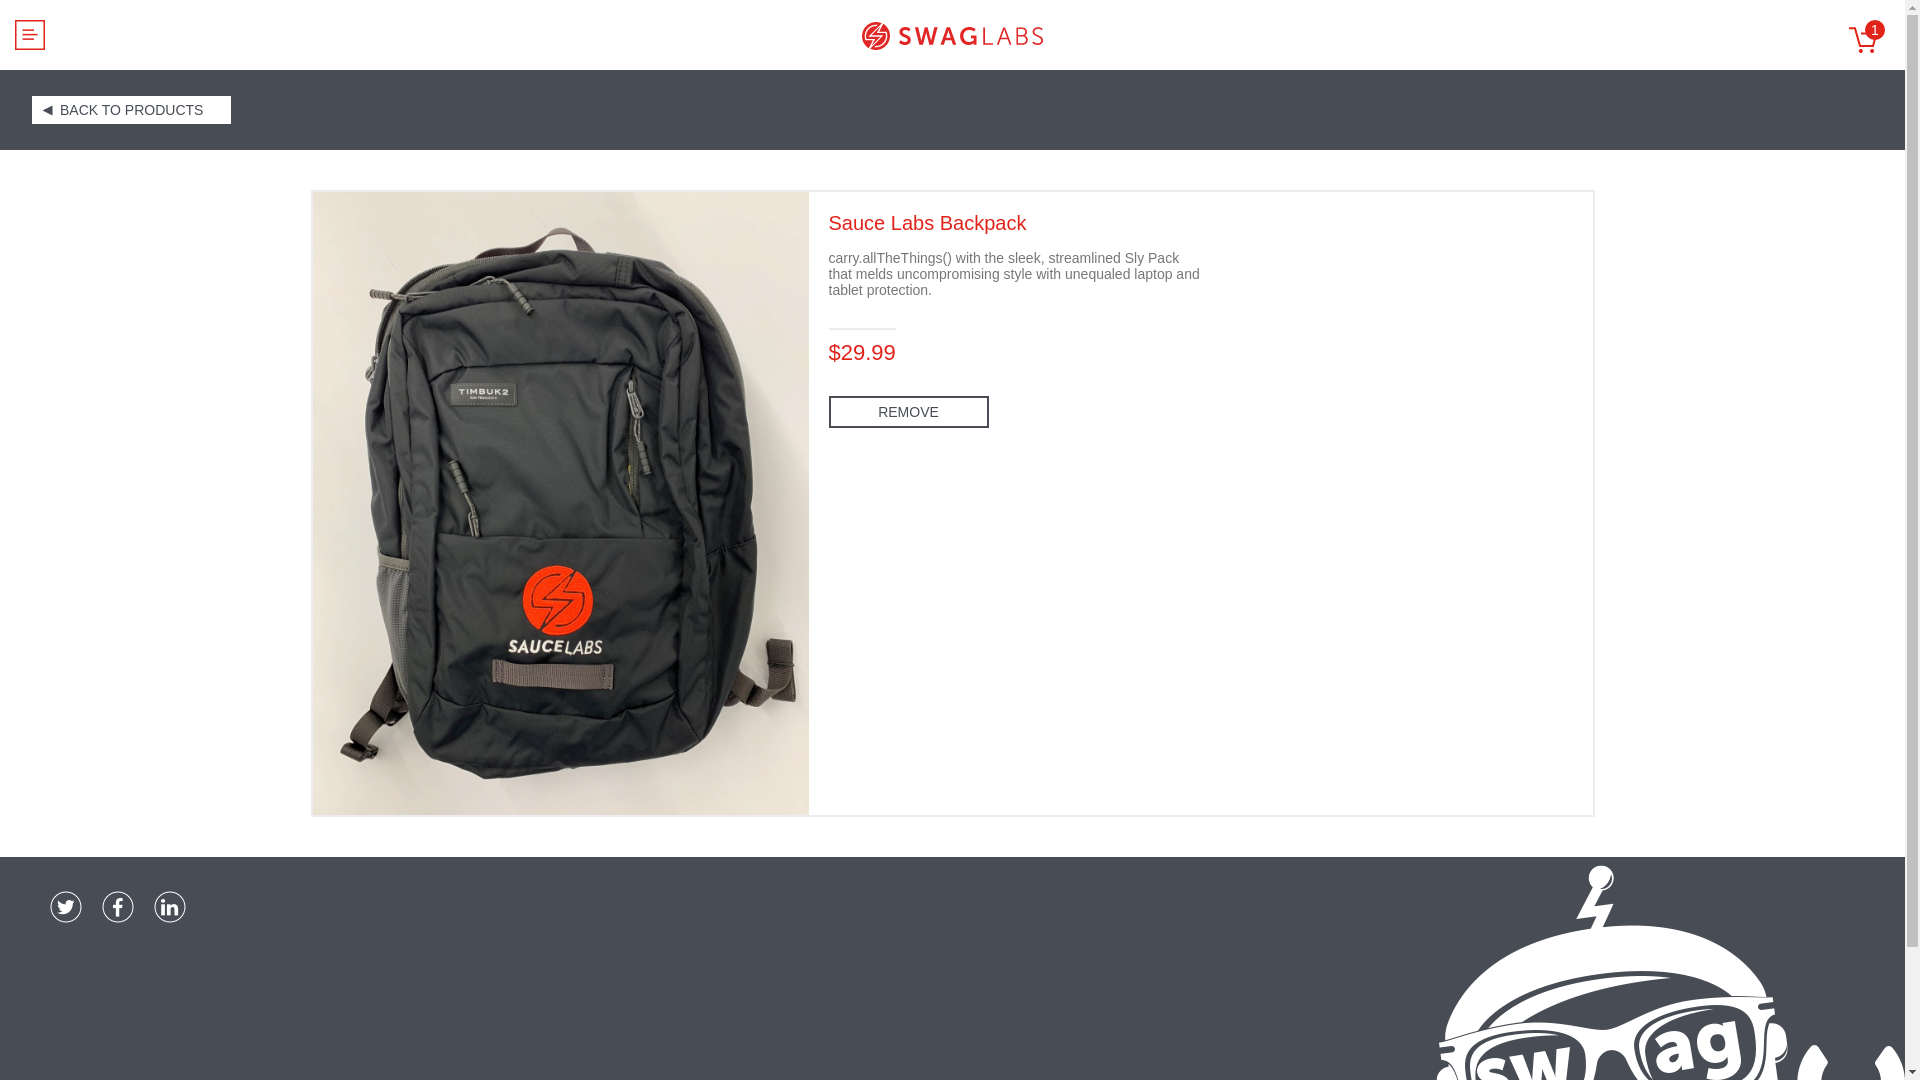 SWAGLABS
1
BACK TO PRODUCTS
Sauce Labs Backpack
carry.allTheThings() with the sleek, streamlined Sly Pack
that melds uncompromising style with unequaled laptop and
tablet protection.
$29.99
REMOVE
TIMBUK2
SAUCELABS
sw ag